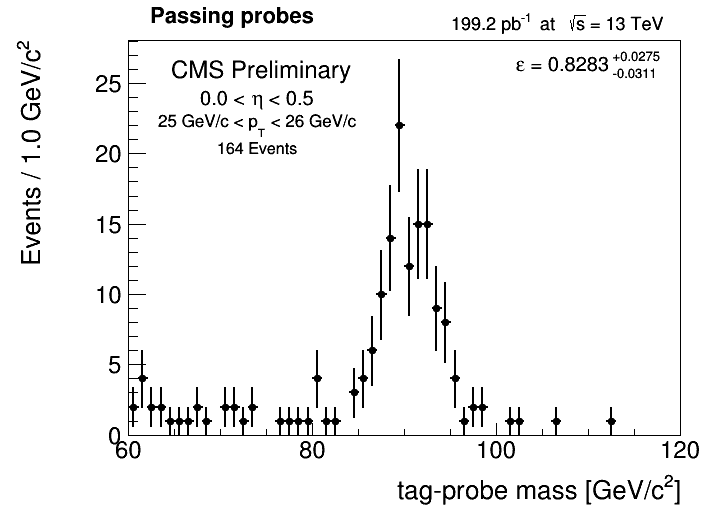 Passing probes
199.2 pb⁻¹ at √s = 13 TeV
CMS Preliminary
0.0 < η < 0.5
25 GeV/c < p_T < 26 GeV/c
164 Events
ε = 0.8283 +0.0275 -0.0311
Events / 1.0 GeV/c²
25
20
15
10
5
0
60
80
100
120
tag-probe mass [GeV/c²]